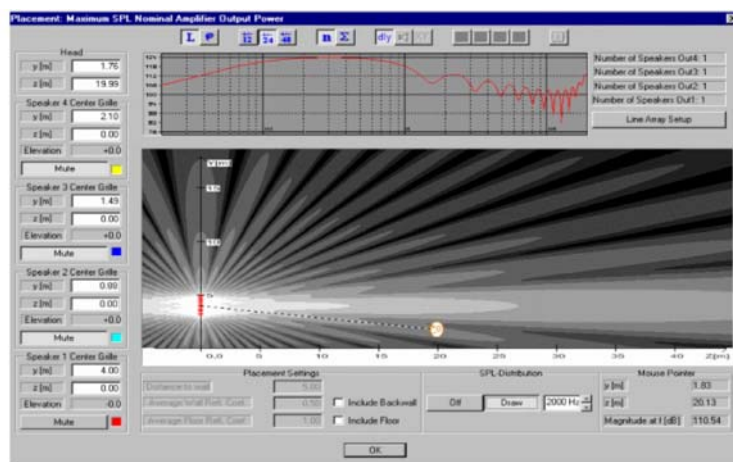 Placement: Maximum SPL Nominal Amplifier Output Power
L
12 24 48
n Σ
dly
Head
y [m] 1.76
z [m] 19.99
Speaker 4 Center Grille
y [m] 2.10
z [m] 0.00
Elevation +0.0
Mute
Speaker 3 Center Grille
y [m] 1.49
z [m] 0.00
Elevation +0.0
Mute
Speaker 2 Center Grille
y [m] 0.88
z [m] 0.00
Elevation +0.0
Mute
Speaker 1 Center Grille
y [m] 4.00
z [m] 0.00
Elevation -0.0
Mute
Number of Speakers Out4: 1
Number of Speakers Out3: 1
Number of Speakers Out2: 1
Number of Speakers Out1: 1
Line Array Setup
y [m]
0.0 5 10 15 20 25 30 35 40 Z[m]
Placement Settings
Distance to wall 5.00
Average Wall Refl. Coef. 0.50 Include Backwall
Average Floor Refl. Coef. 1.00 Include Floor
SPL-Distribution
Off Draw 2000 Hz
Mouse Pointer
y [m] 1.83
z [m] 20.13
Magnitude at f [dB] 110.54
OK